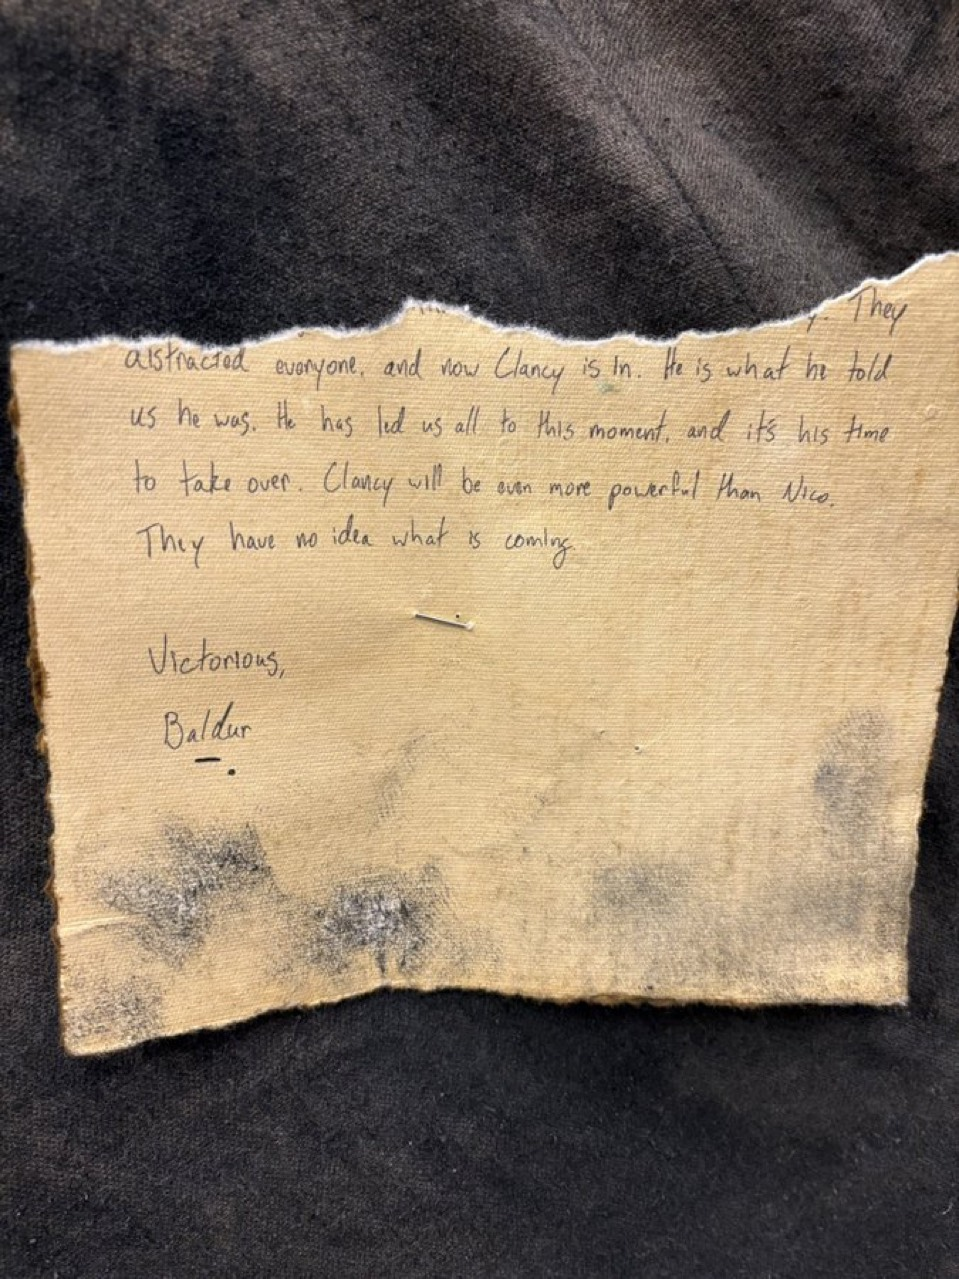 They
distracted everyone, and now Clancy is in. He is what he told
us he was. He has led us all to this moment, and it's his time
to take over. Clancy will be even more powerful than Nico.
They have no idea what is coming
Victorious,
Baldur